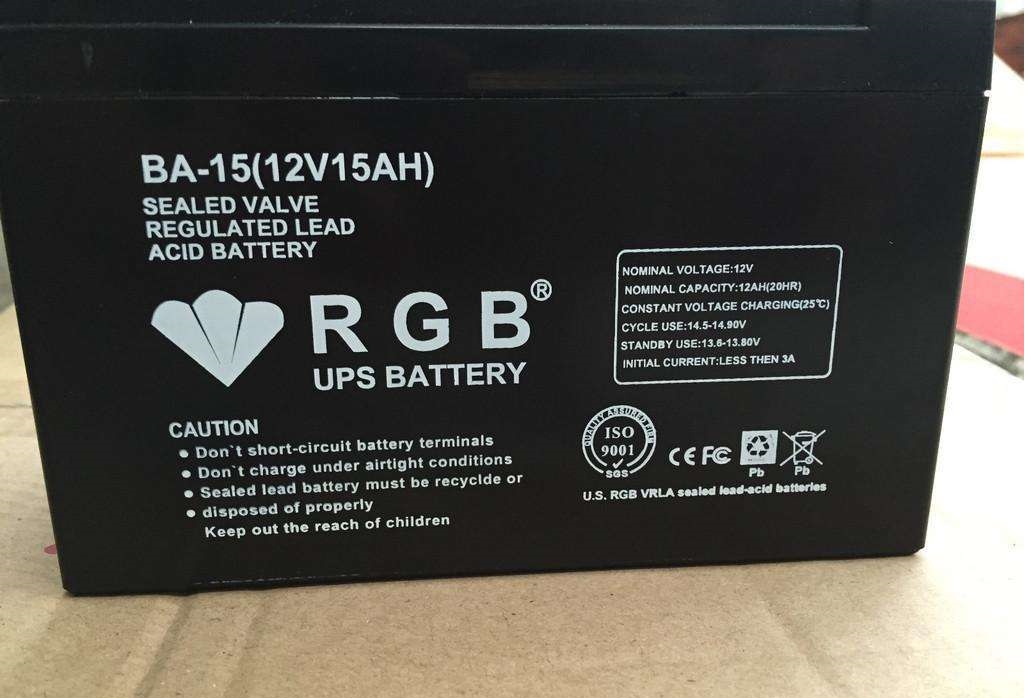 BA-15(12V15AH)
SEALED VALVE
REGULATED LEAD
ACID BATTERY
RGB®
UPS BATTERY
NOMINAL VOLTAGE:12V
NOMINAL CAPACITY:12AH(20HR)
CONSTANT VOLTAGE CHARGING(25℃)
CYCLE USE:14.5-14.90V
STANDBY USE:13.6-13.80V
INITIAL CURRENT:LESS THEN 3A
CAUTION
• Don`t short-circuit battery terminals
• Don`t charge under airtight conditions
• Sealed lead battery must be recyclde or
• disposed of properly
Keep out the reach of children
QUALITY ASSURED FIRM
ISO
9001
SGS
CE FC
Pb
Pb
U.S. RGB VRLA sealed lead-acid batteries